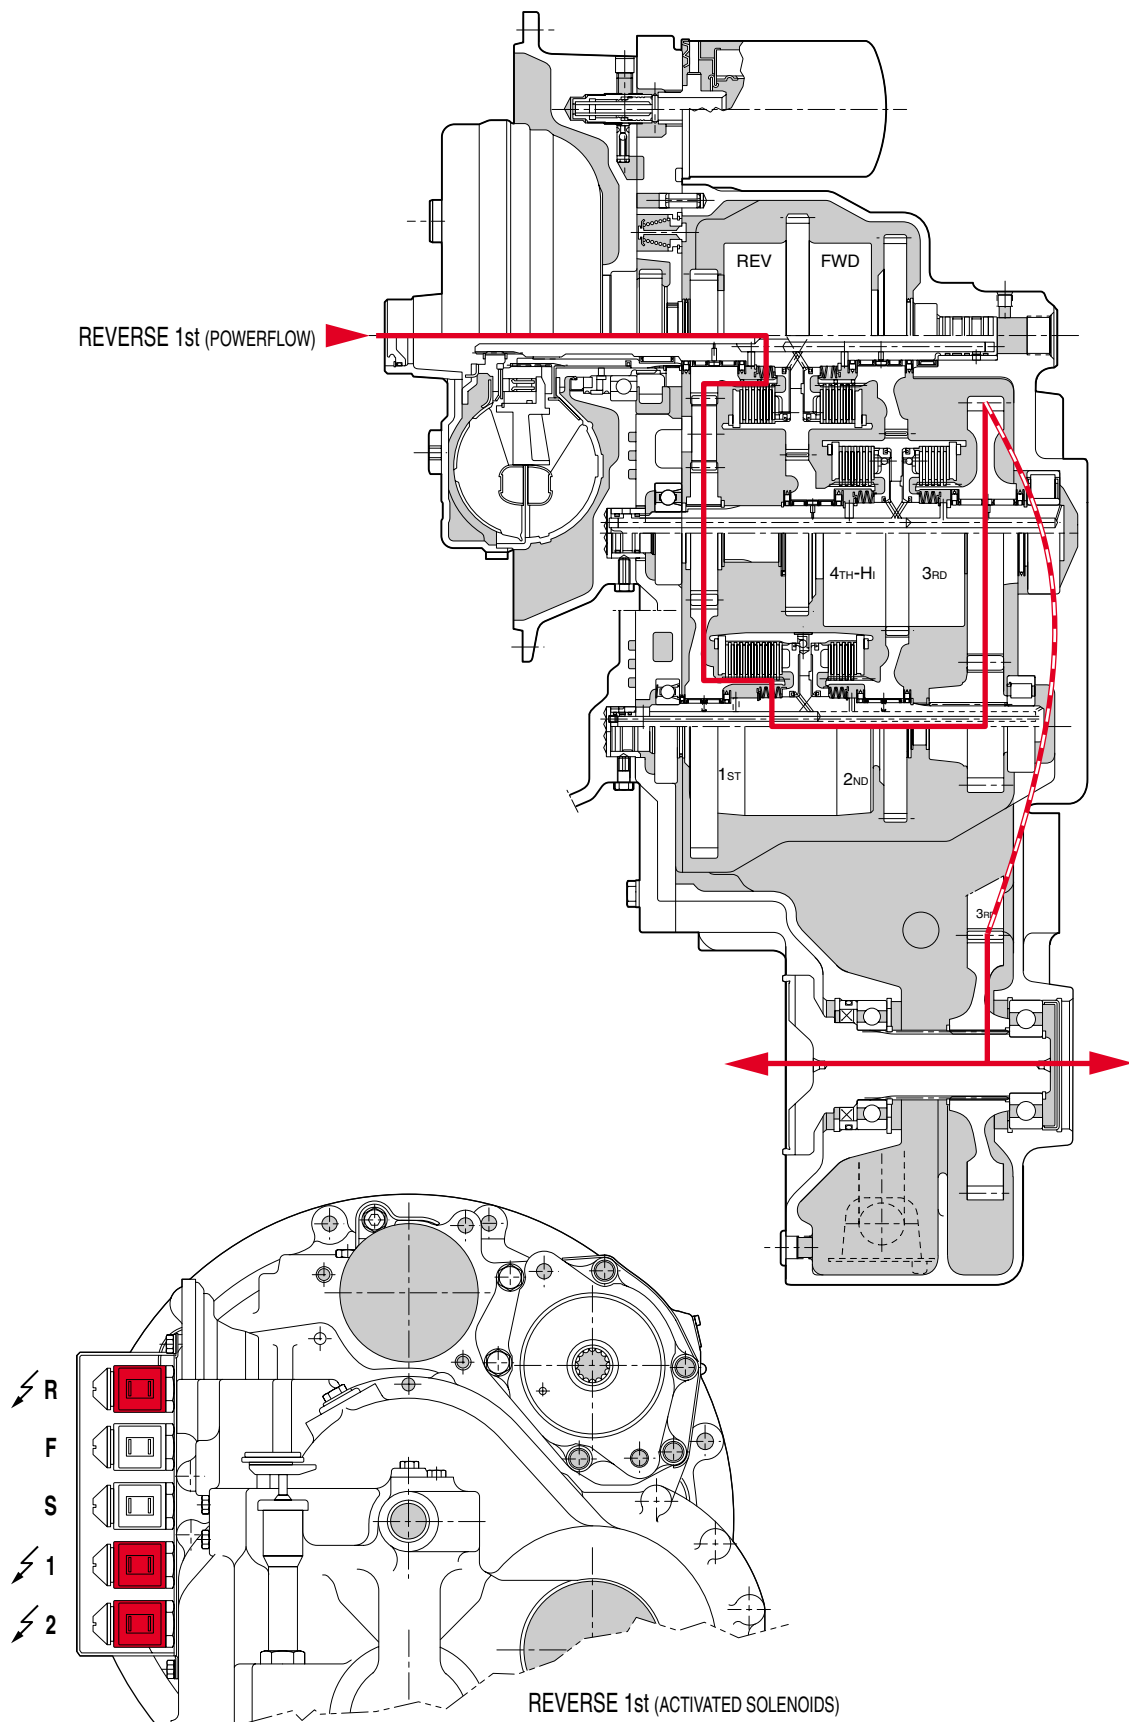 REV FWD
REVERSE 1st (POWERFLOW)
4TH-HI 3RD
1ST 2ND
3RD
R
F
S
1
2
REVERSE 1st (ACTIVATED SOLENOIDS)